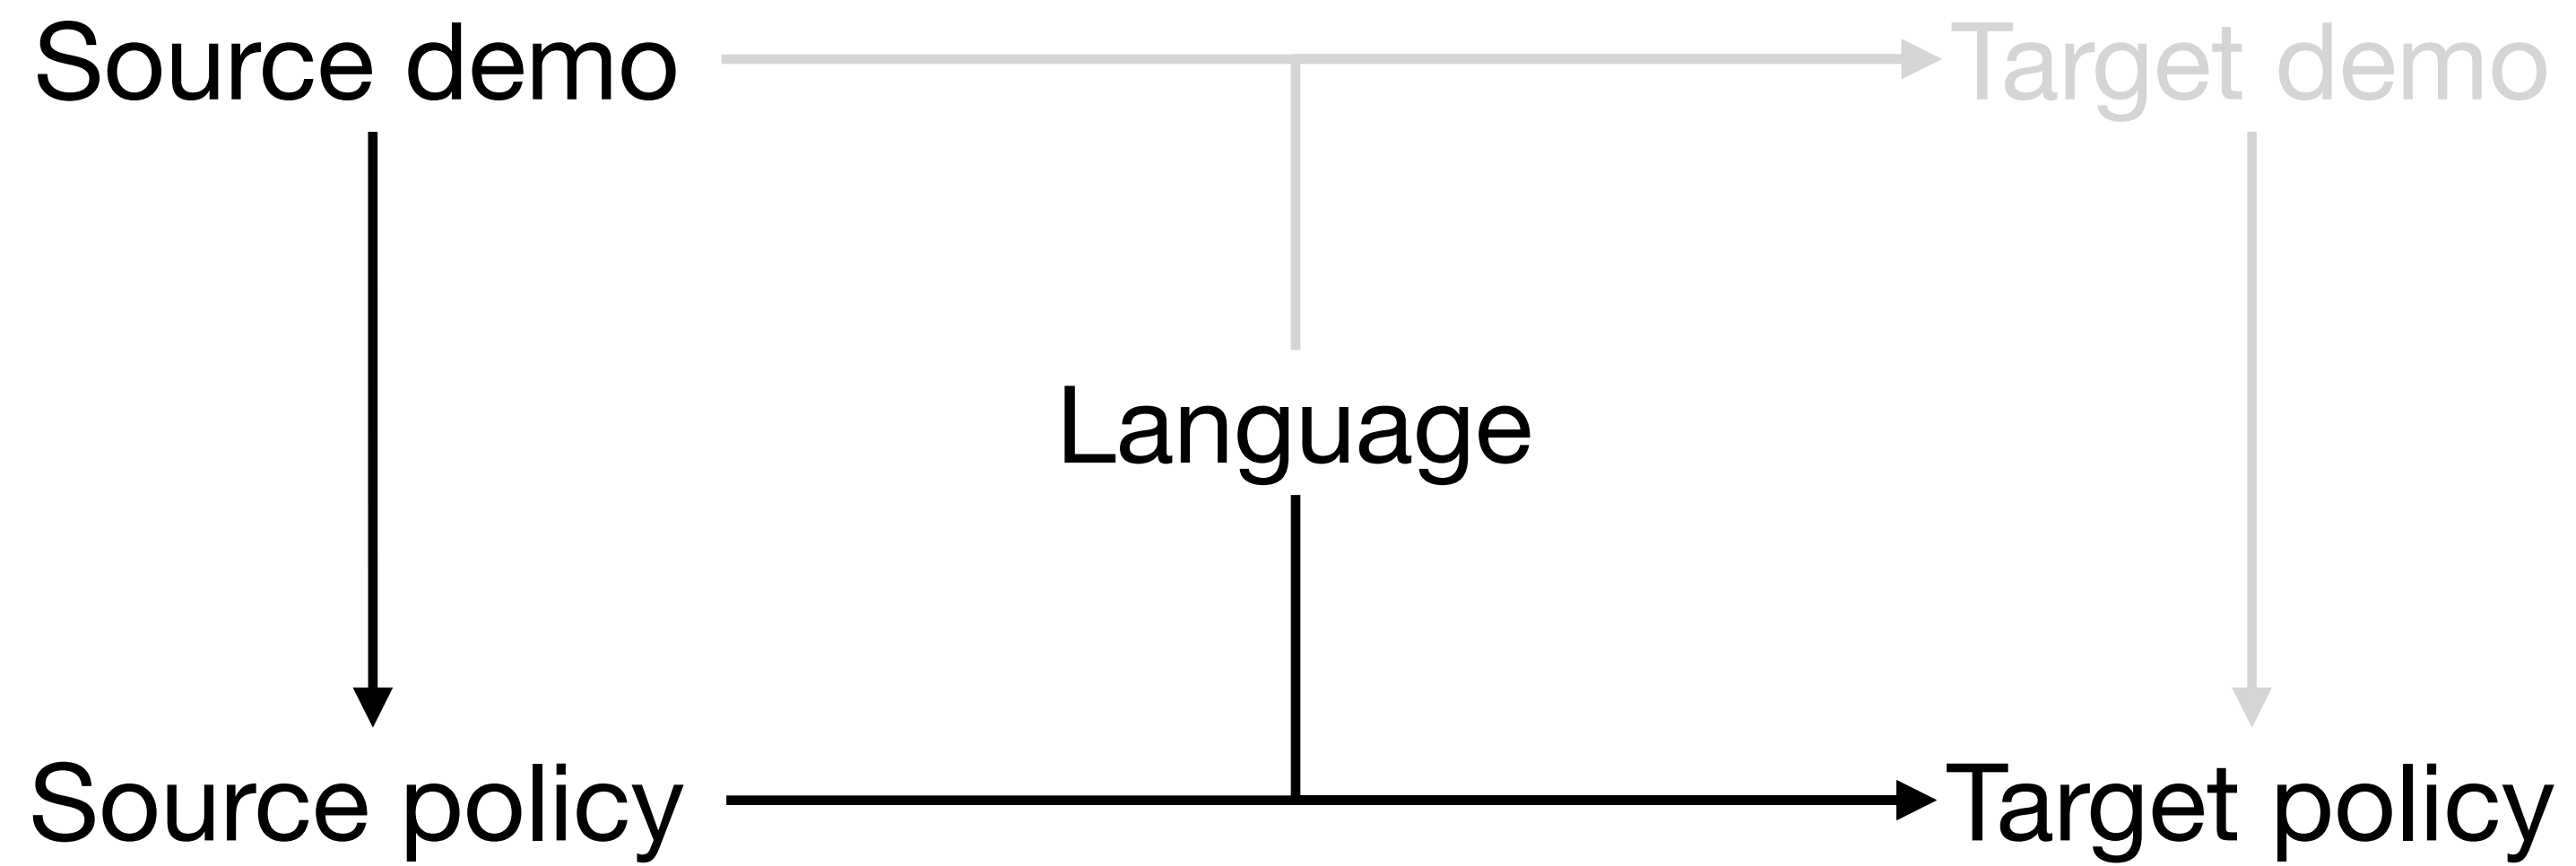 Source demo
Target demo
Language
Source policy
Target policy